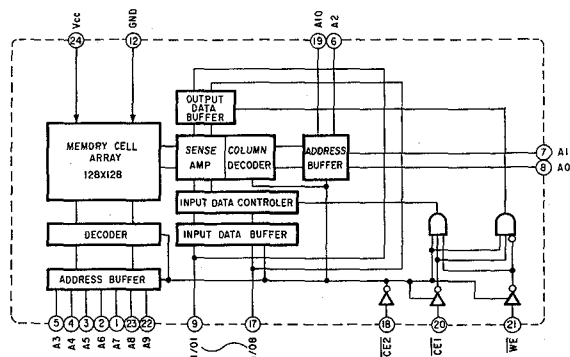 Vcc
24
GND
12
A10
19
A2
6
OUTPUT
DATA
BUFFER
MEMORY CELL
ARRAY
128X128
SENSE
AMP
COLUMN
DECODER
ADDRESS
BUFFER
7 A1
8 A0
INPUT DATA CONTROLER
DECODER
INPUT DATA BUFFER
ADDRESS BUFFER
5 4 3 2 1 23 22
A3 A4 A5 A6 A7 A8 A9
9
I/O1
17
I/O8
18
CE2
20
CE1
21
WE